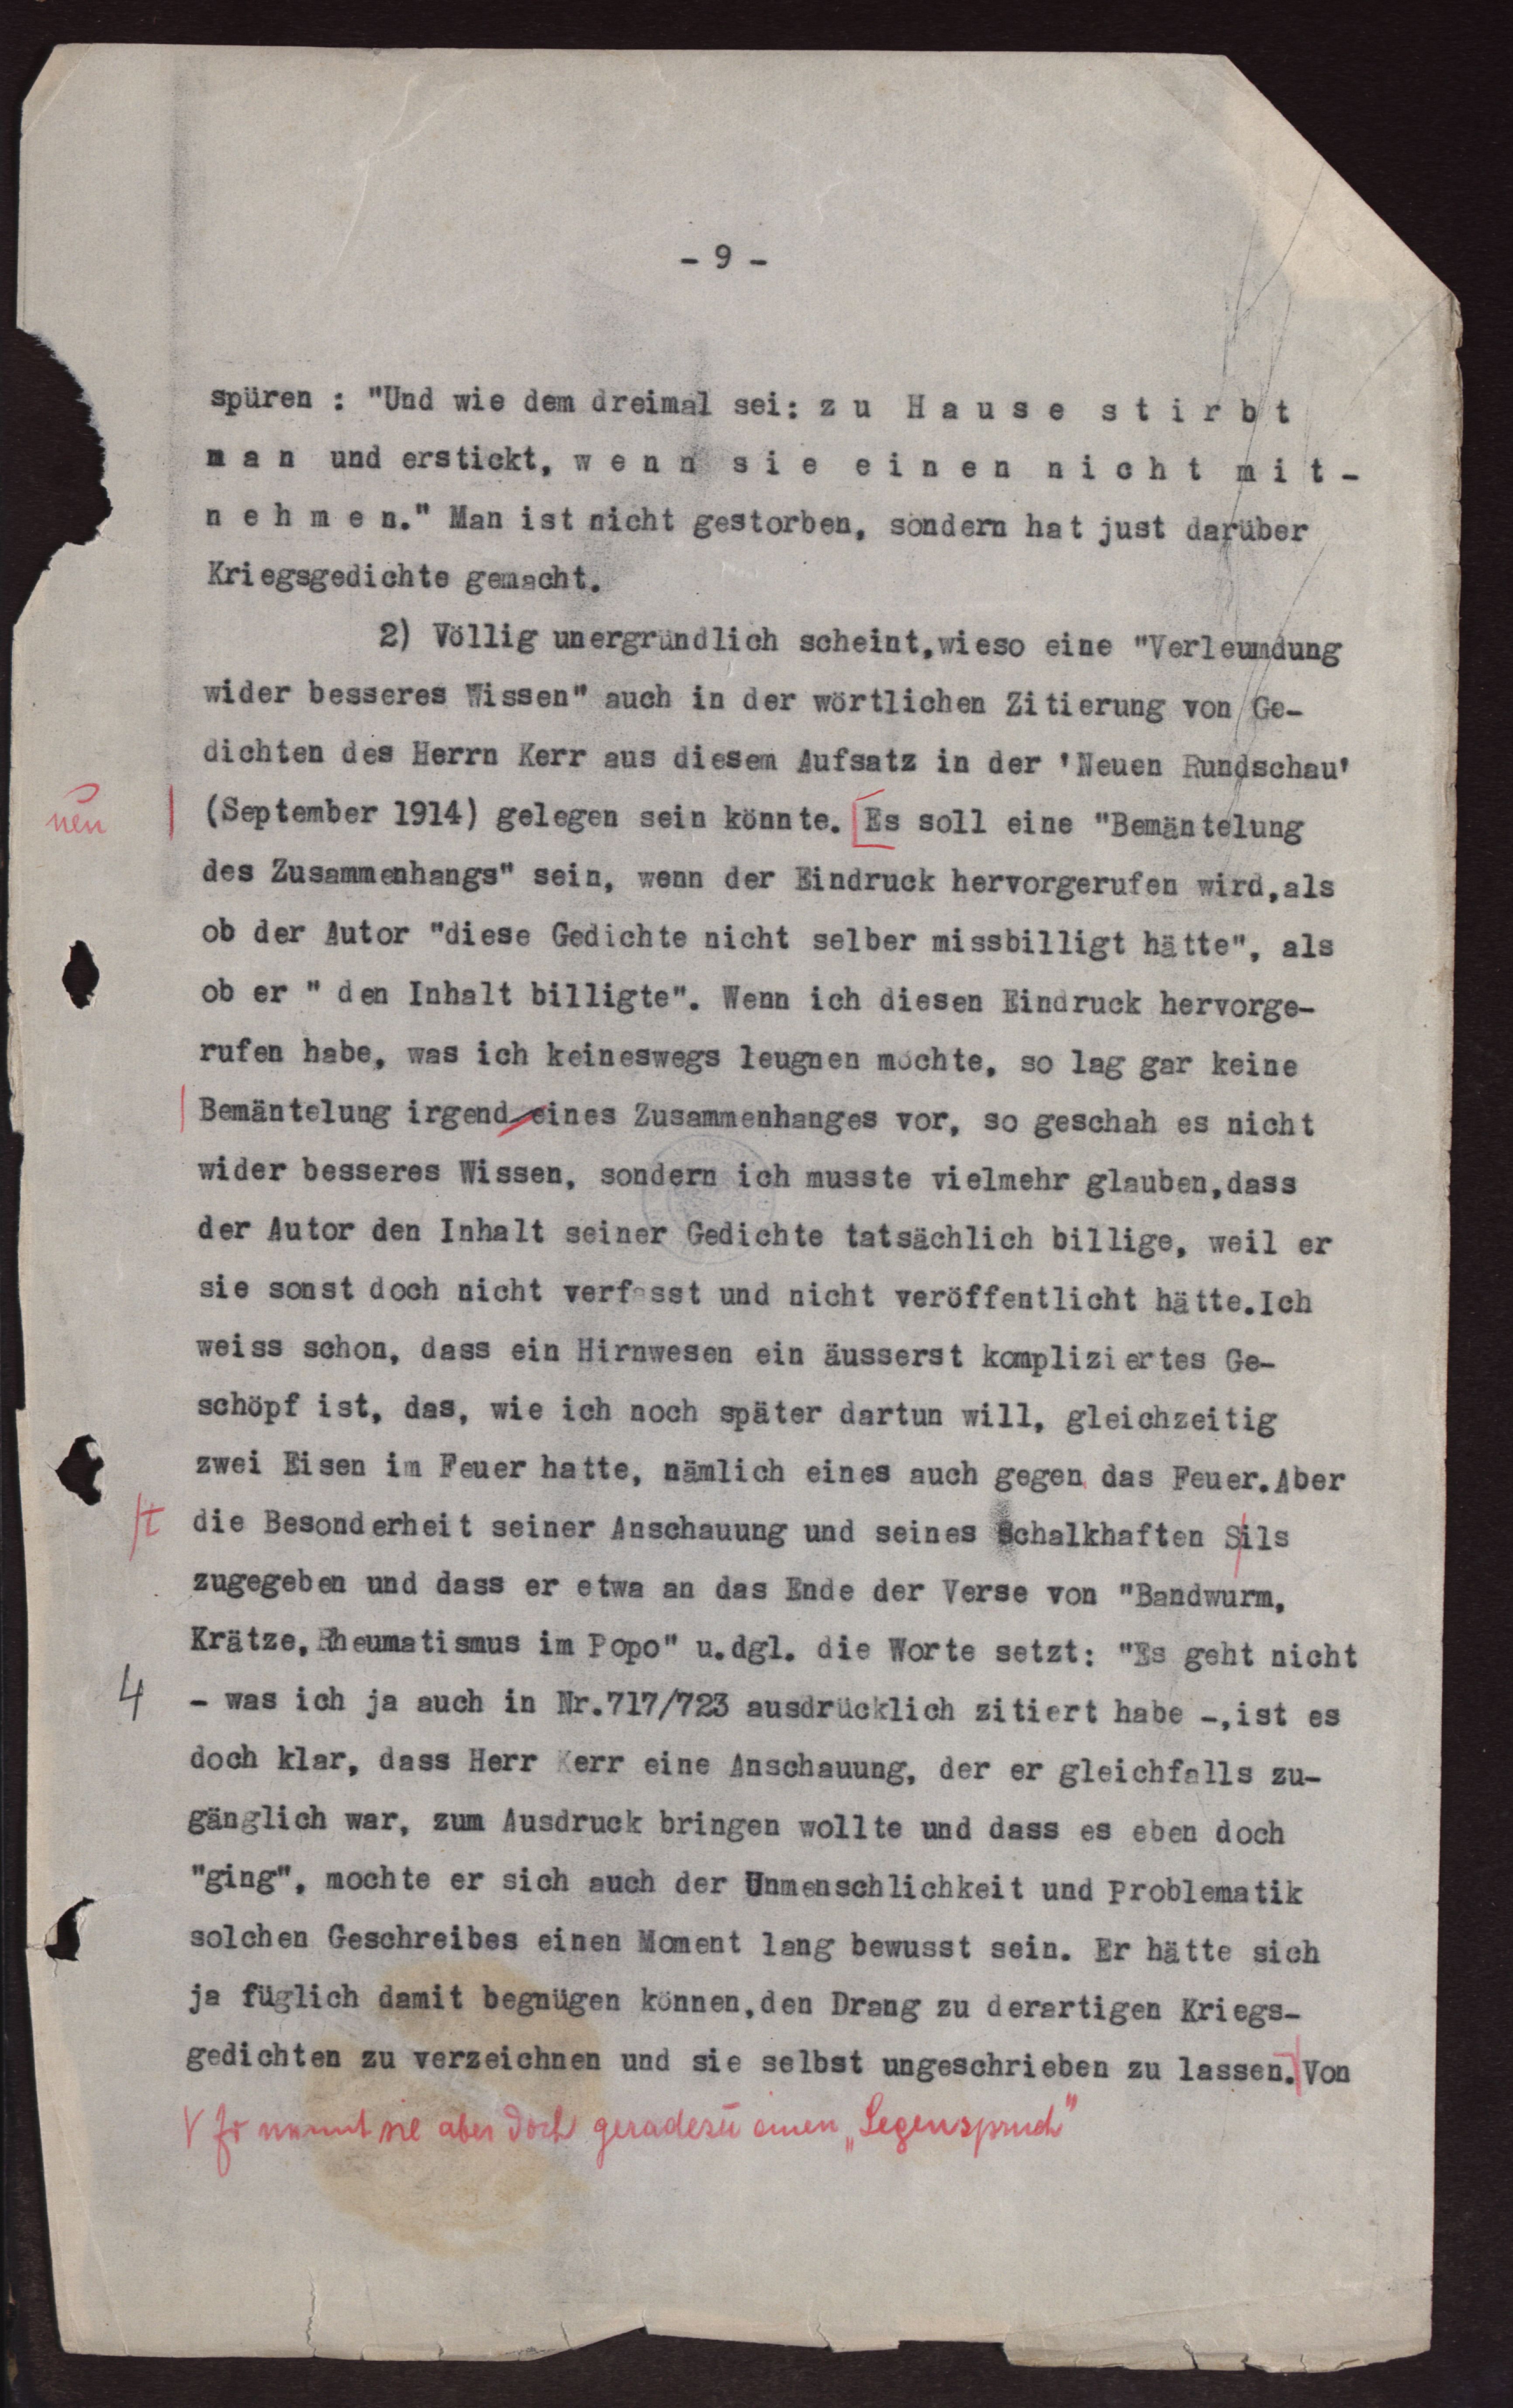 - 9 -
spüren : "Und wie dem dreimal sei: z u H a u s e s t i r b t
m a n und erstickt, w e n n s i e e i n e n n i c h t m i t -
n e h m e n." Man ist nicht gestorben, sondern hat just darüber
Kriegsgedichte gemacht.
2) Völlig unergründlich scheint, wieso eine "Verleumdung
wider besseres Wissen" auch in der wörtlichen Zitierung von Ge-
dichten des Herrn Kerr aus diesem Aufsatz in der 'Neuen Rundschau'
neu
(September 1914) gelegen sein könnte. [Es soll eine "Bemäntelung
des Zusammenhangs" sein, wenn der Eindruck hervorgerufen wird, als
ob der Autor "diese Gedichte nicht selber missbilligt hätte", als
ob er " den Inhalt billigte". Wenn ich diesen Eindruck hervorge-
rufen habe, was ich keineswegs leugnen möchte, so lag gar keine
Bemäntelung irgend eines Zusammenhanges vor, so geschah es nicht
wider besseres Wissen, sondern ich musste vielmehr glauben, dass
der Autor den Inhalt seiner Gedichte tatsächlich billige, weil er
sie sonst doch nicht verfasst und nicht veröffentlicht hätte. Ich
weiss schon, dass ein Hirnwesen ein äusserst kompliziertes Ge-
schöpf ist, das, wie ich noch später dartun will, gleichzeitig
zwei Eisen im Feuer hatte, nämlich eines auch gegen das Feuer. Aber
t
die Besonderheit seiner Anschauung und seines schalkhaften Sils
zugegeben und dass er etwa an das Ende der Verse von "Bandwurm,
Krätze, Rheumatismus im Popo" u.dgl. die Worte setzt: "Es geht nicht
4
- was ich ja auch in Nr.717/723 ausdrücklich zitiert habe -, ist es
doch klar, dass Herr Kerr eine Anschauung, der er gleichfalls zu-
gänglich war, zum Ausdruck bringen wollte und dass es eben doch
"ging", mochte er sich auch der Unmenschlichkeit und Problematik
solchen Geschreibes einen Moment lang bewusst sein. Er hätte sich
ja füglich damit begnügen können, den Drang zu derartigen Kriegs-
gedichten zu verzeichnen und sie selbst ungeschrieben zu lassen. Von
nennt sie aber doch geradezu einen „Segensspruch"